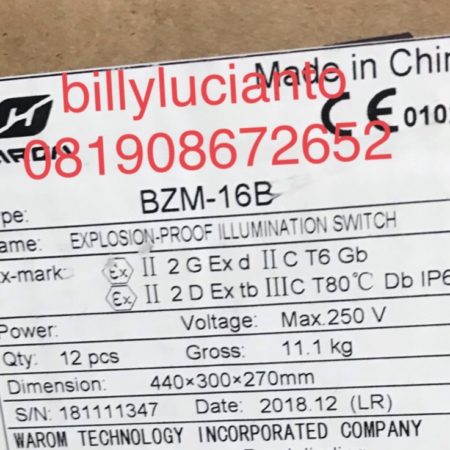 Made in Chin
billylucianto
CE 010
081908672652
BZM-16B
ype:
ame: EXPLOSION-PROOF ILLUMINATION SWITCH
x-mark: Ex II 2 G Ex d II C T6 Gb
Ex II 2 D Ex tb IIIC T80℃ Db IP6
Power:
Voltage: Max.250 V
Qty: 12 pcs
Gross: 11.1 kg
Dimension: 440×300×270mm
S/N: 181111347 Date: 2018.12 (LR)
WAROM TECHNOLOGY INCORPORATED COMPANY